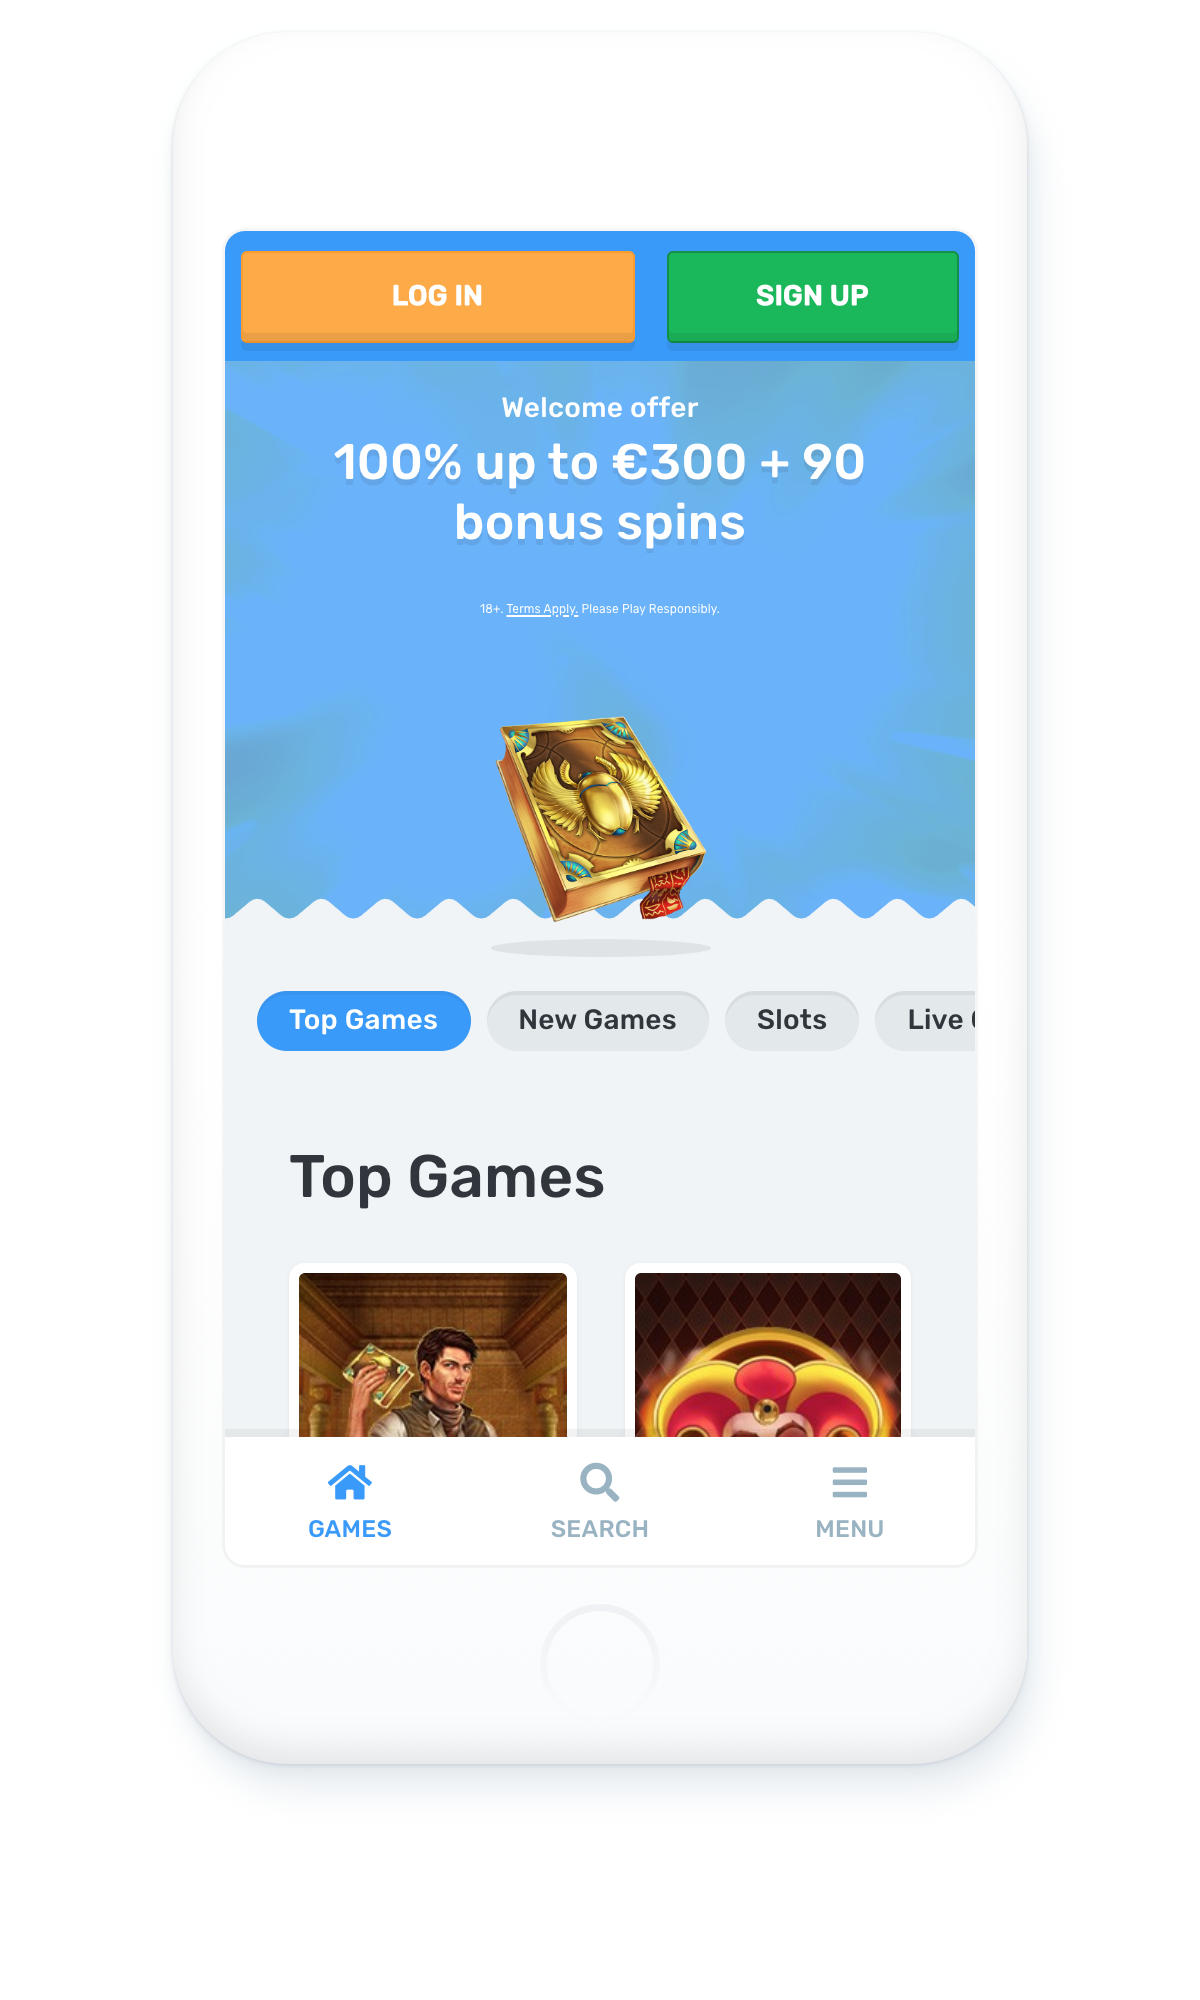 LOG IN
SIGN UP
Welcome offer
100% up to €300 + 90
bonus spins
18+. Terms Apply. Please Play Responsibly.
Top Games
New Games
Slots
Live
Top Games
GAMES
SEARCH
MENU